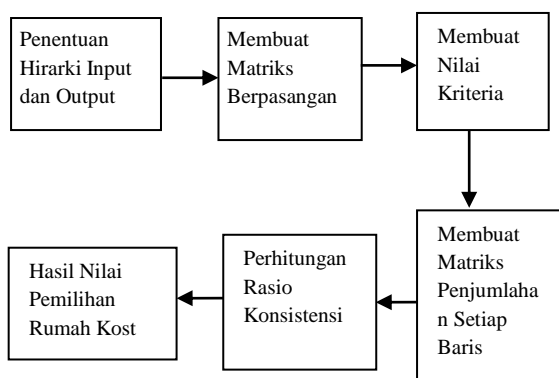 Penentuan
Hirarki Input
dan Output
Membuat
Matriks
Berpasangan
Membuat
Nilai
Kriteria
Membuat
Matriks
Penjumlaha
n Setiap
Baris
Perhitungan
Rasio
Konsistensi
Hasil Nilai
Pemilihan
Rumah Kost